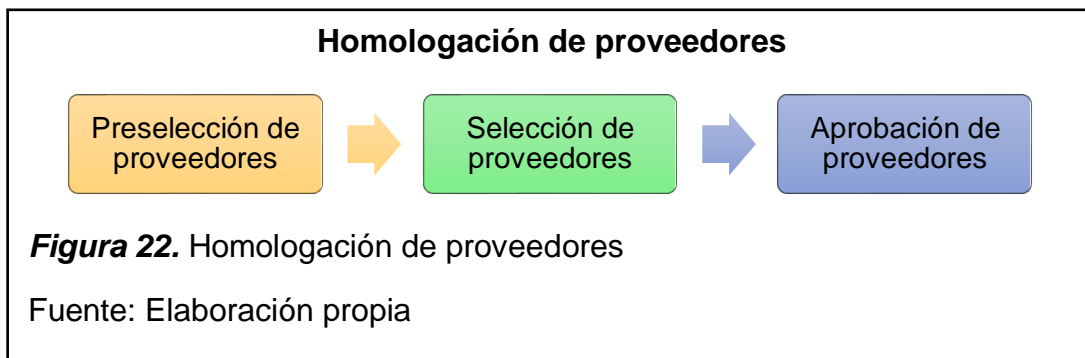 Homologación de proveedores
Preselección de
proveedores
Selección de
proveedores
Aprobación de
proveedores
Figura 22. Homologación de proveedores
Fuente: Elaboración propia